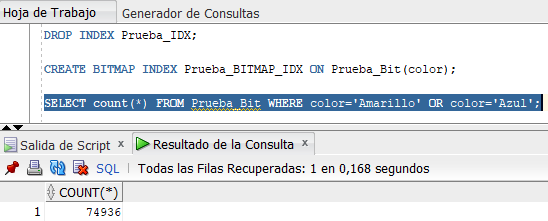 Hoja de Trabajo Generador de Consultas
DROP INDEX Prueba_IDX;
CREATE BITMAP INDEX Prueba_BITMAP_IDX ON Prueba_Bit(color);
SELECT count(*) FROM Prueba_Bit WHERE color='Amarillo' OR color='Azul';
Salida de Script x Resultado de la Consulta x
SQL | Todas las Filas Recuperadas: 1 en 0,168 segundos
COUNT(*)
1 74936